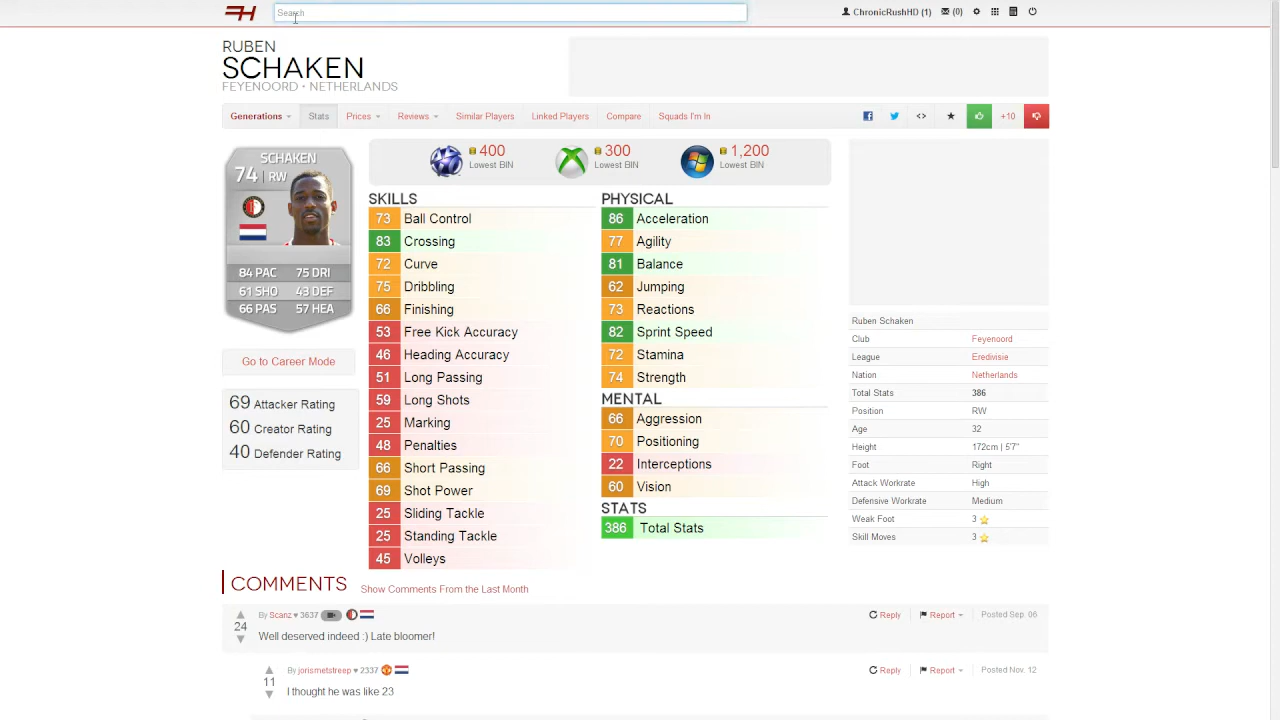 Search
ChronicRushHD (1)
(0)
RUBEN
SCHAKEN
FEYENOORD • NETHERLANDS
Generations
Stats
Prices
Reviews
Similar Players
Linked Players
Compare
Squads I'm In
+10
SCHAKEN
74 | RW
84 PAC 75 DRI
61 SHO 43 DEF
66 PAS 57 HEA
Go to Career Mode
69 Attacker Rating
60 Creator Rating
40 Defender Rating
400
Lowest BIN
300
Lowest BIN
1,200
Lowest BIN
SKILLS
73 Ball Control
83 Crossing
72 Curve
75 Dribbling
66 Finishing
53 Free Kick Accuracy
46 Heading Accuracy
51 Long Passing
59 Long Shots
25 Marking
48 Penalties
66 Short Passing
69 Shot Power
25 Sliding Tackle
25 Standing Tackle
45 Volleys
PHYSICAL
86 Acceleration
77 Agility
81 Balance
62 Jumping
73 Reactions
82 Sprint Speed
72 Stamina
74 Strength
MENTAL
66 Aggression
70 Positioning
22 Interceptions
60 Vision
STATS
386 Total Stats
Ruben Schaken
Club Feyenoord
League Eredivisie
Nation Netherlands
Total Stats 386
Position RW
Age 32
Height 172cm | 5'7"
Foot Right
Attack Workrate High
Defensive Workrate Medium
Weak Foot 3
Skill Moves 3
COMMENTS
Show Comments From the Last Month
By Scanz ♥ 3637
Reply
Report
Posted Sep. 06
24
Well deserved indeed :) Late bloomer!
By jorismetstreep ♥ 2337
Reply
Report
Posted Nov. 12
11
I thought he was like 23